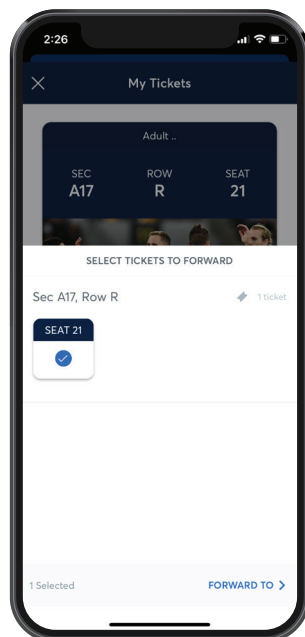 2:26
My Tickets
Adult ..
SEC ROW SEAT
A17 R 21
SELECT TICKETS TO FORWARD
Sec A17, Row R 1 ticket
SEAT 21
1 Selected FORWARD TO